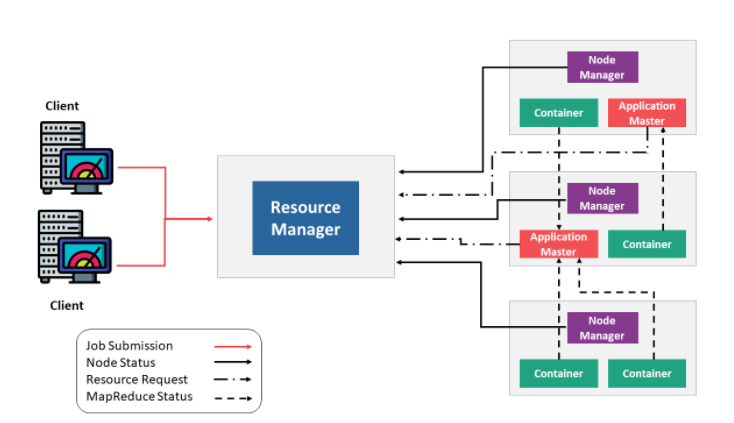 Client
Client
Resource
Manager
Node
Manager
Container
Application
Master
Node
Manager
Application
Master
Container
Node
Manager
Container
Container
Job Submission
Node Status
Resource Request
MapReduce Status